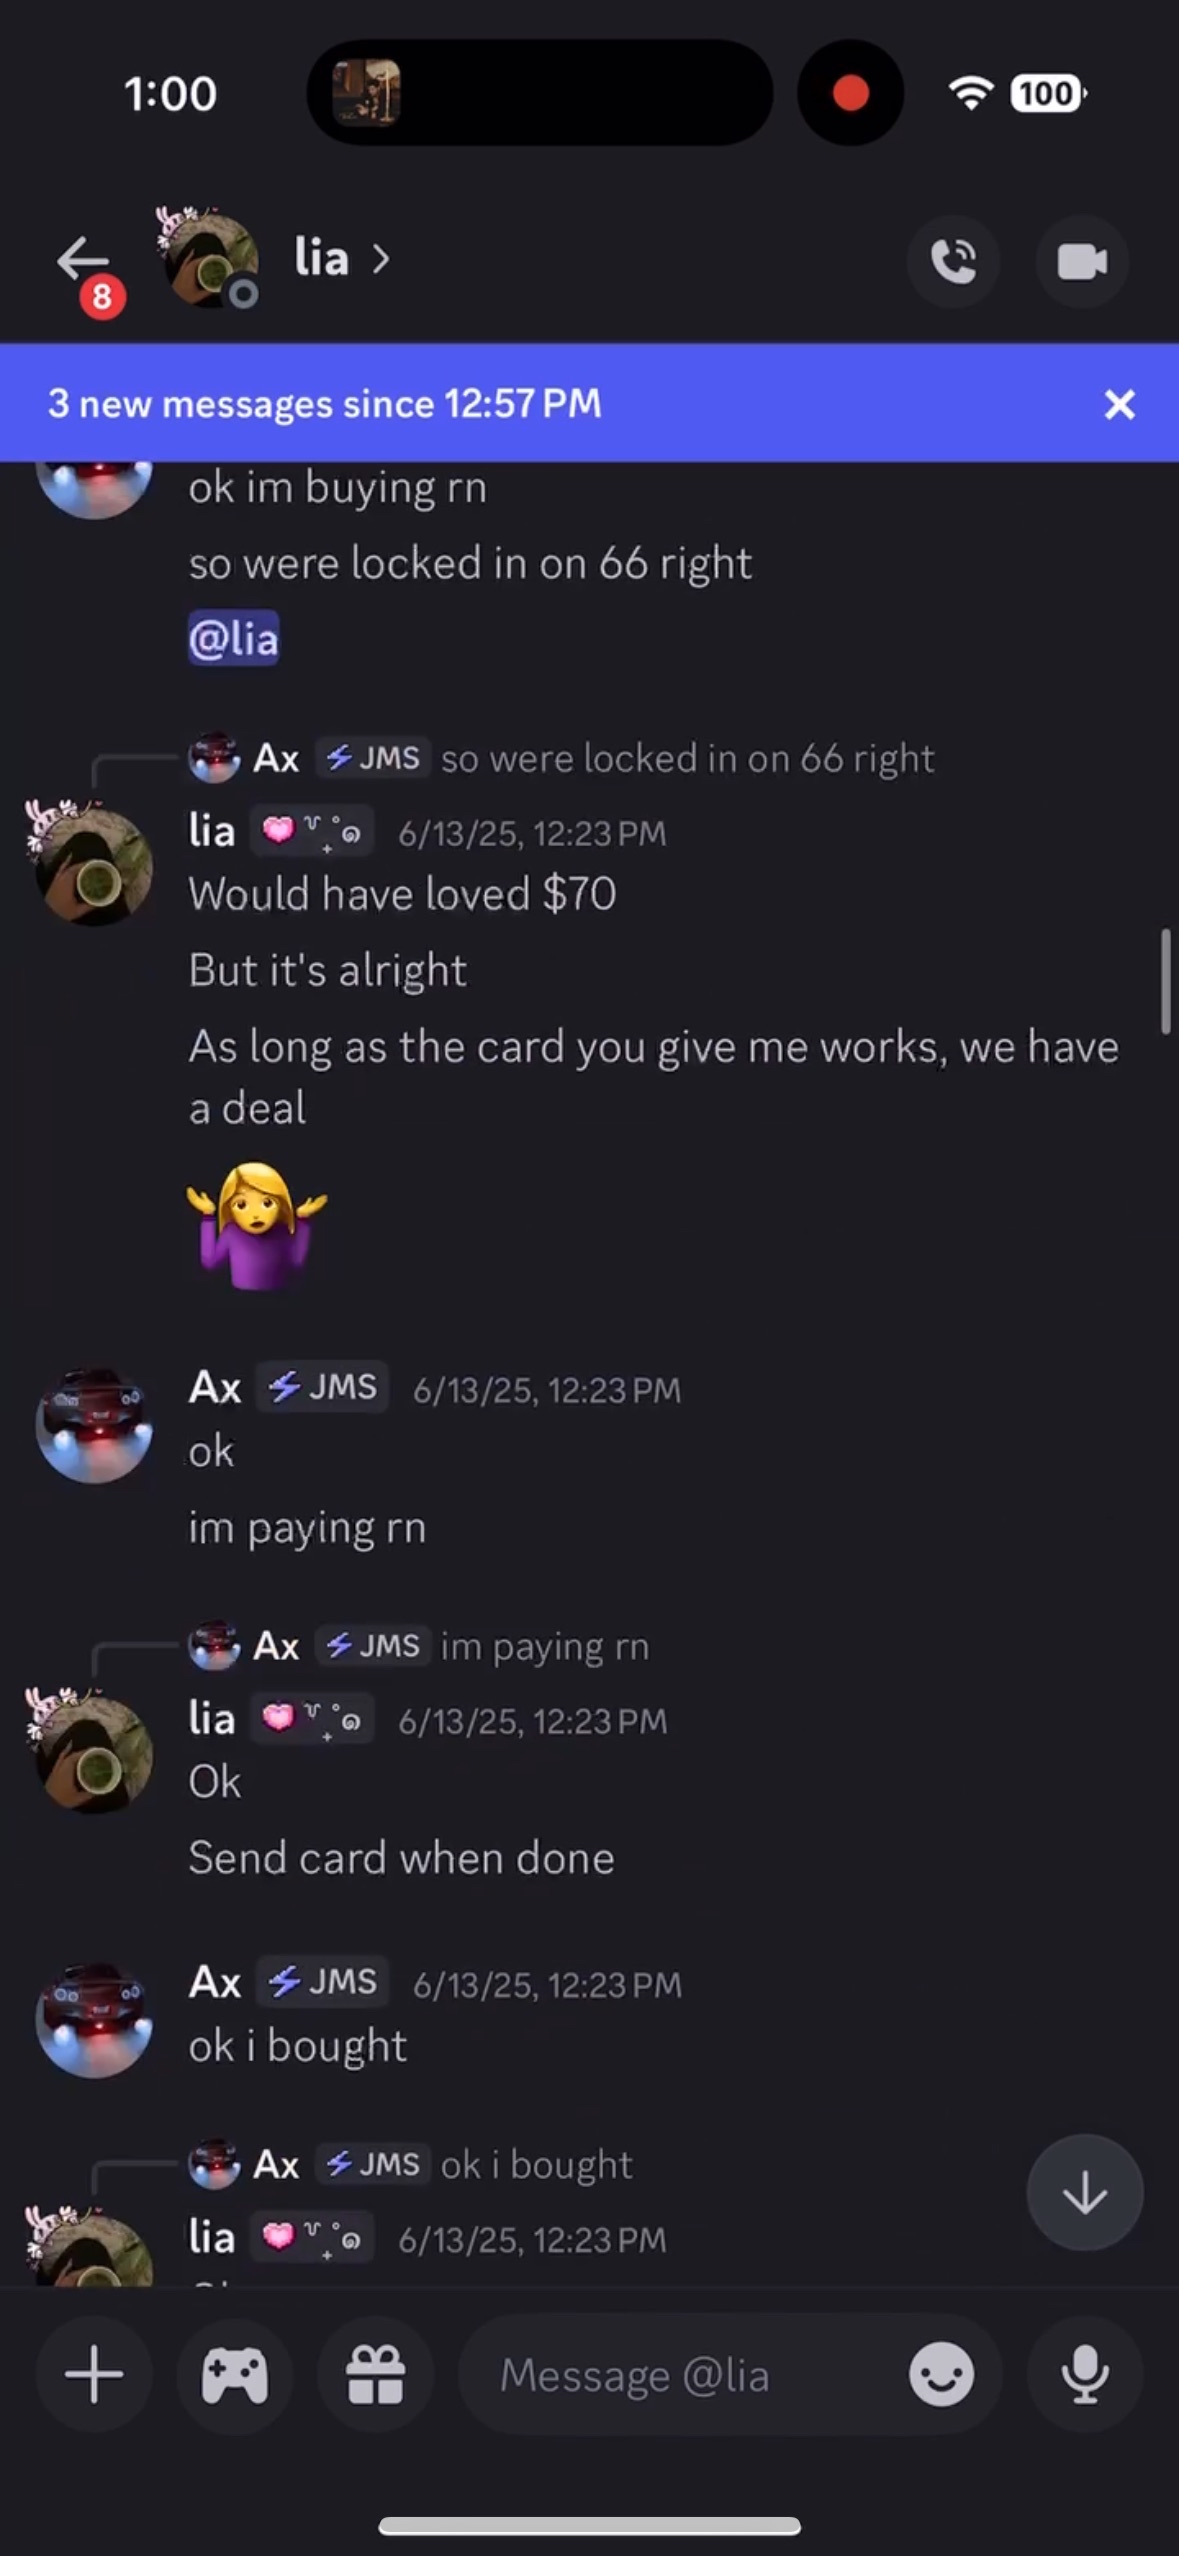 1:00
100
8
lia
3 new messages since 12:57 PM
ok im buying rn
so were locked in on 66 right
@lia
Ax JMS so were locked in on 66 right
lia 6/13/25, 12:23 PM
Would have loved $70
But it's alright
As long as the card you give me works, we have
a deal
Ax JMS 6/13/25, 12:23 PM
ok
im paying rn
Ax JMS im paying rn
lia 6/13/25, 12:23 PM
Ok
Send card when done
Ax JMS 6/13/25, 12:23 PM
ok i bought
Ax JMS ok i bought
lia 6/13/25, 12:23 PM
Message @lia